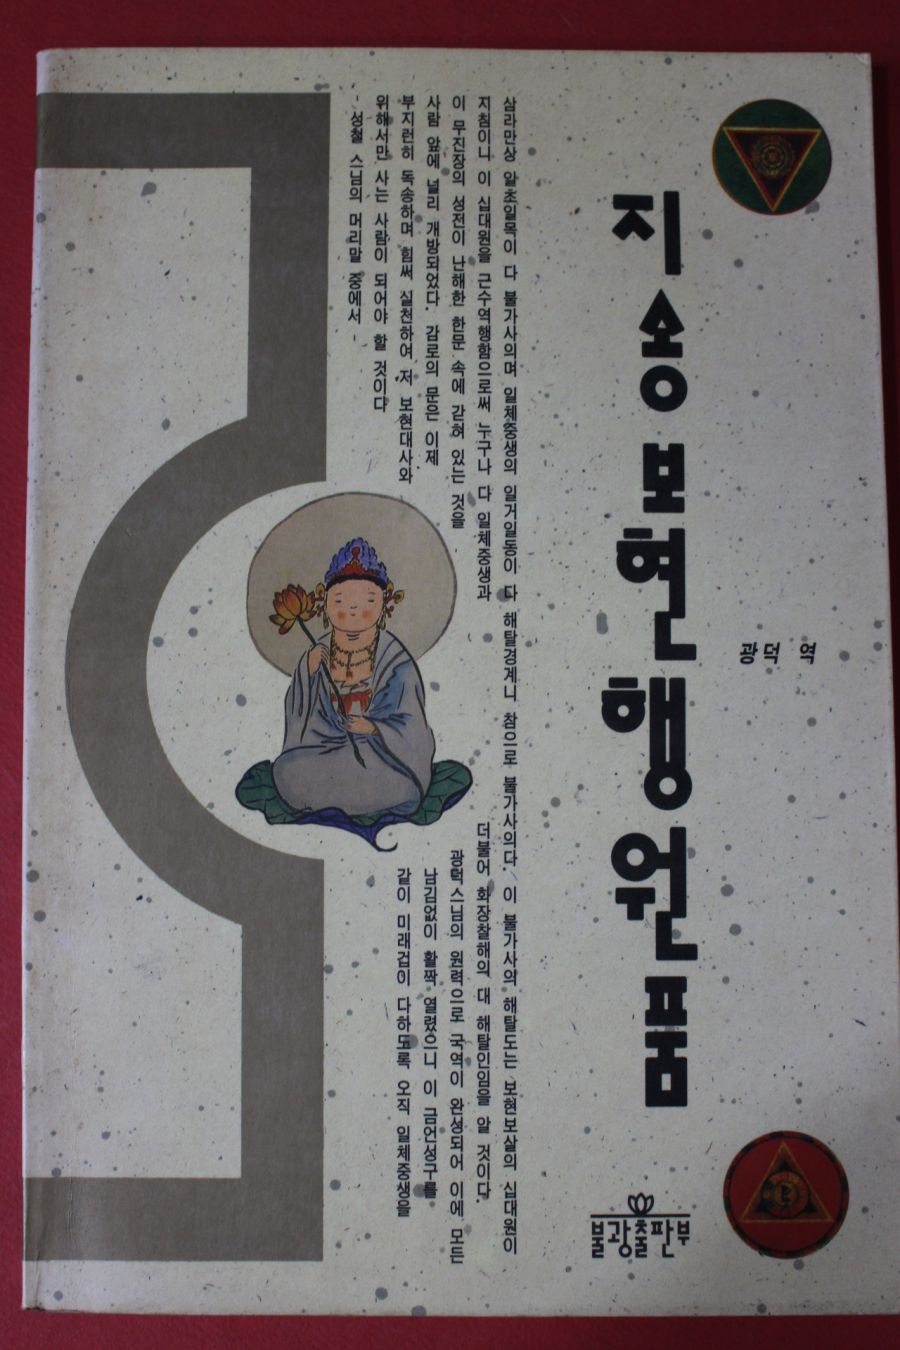 광덕 역
지송보현행원품
불광출판부
삼라만상 일초일목이 다 불가사의며 일체중생의 일거일동이 다 해탈경계니 참으로 불가사의다. 이 불가사의 해탈도는 보현보살의 십대원이
지침이니 이 십대원을 근수역행함으로써 누구나 다 일체중생과 더불어 화장찰해의 대 해탈인임을 알 것이다.
이 무진장의 성전이 난해한 한문 속에 갇혀 있는 것을 광덕스님의 원력으로 국역이 완성되어 이에 모든
사람 앞에 널리 개방되었다. 감로의 문은 이제 남김없이 활짝 열렸으니 이 금언성구를
부지런히 독송하며 힘써 실천하여 저 보현대사와 같이 미래겁이 다하도록 오직 일체중생을
위해서만 사는 사람이 되어야 할 것이다
- 성철 스님의 머리말 중에서 -